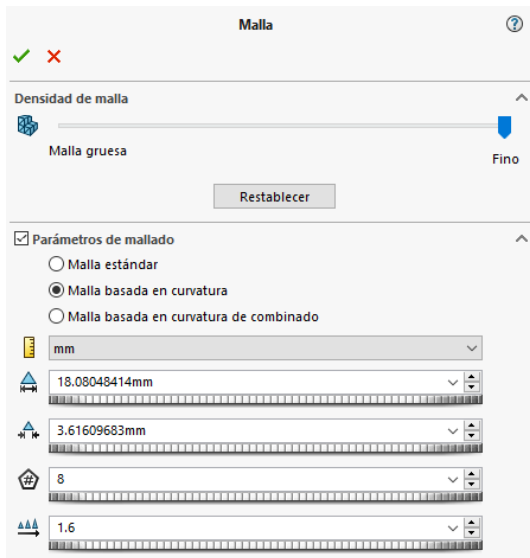 Malla
Densidad de malla
Malla gruesa
Fino
Restablecer
Parámetros de mallado
Malla estándar
Malla basada en curvatura
Malla basada en curvatura de combinado
mm
18.08048414mm
3.61609683mm
#
8
1.6